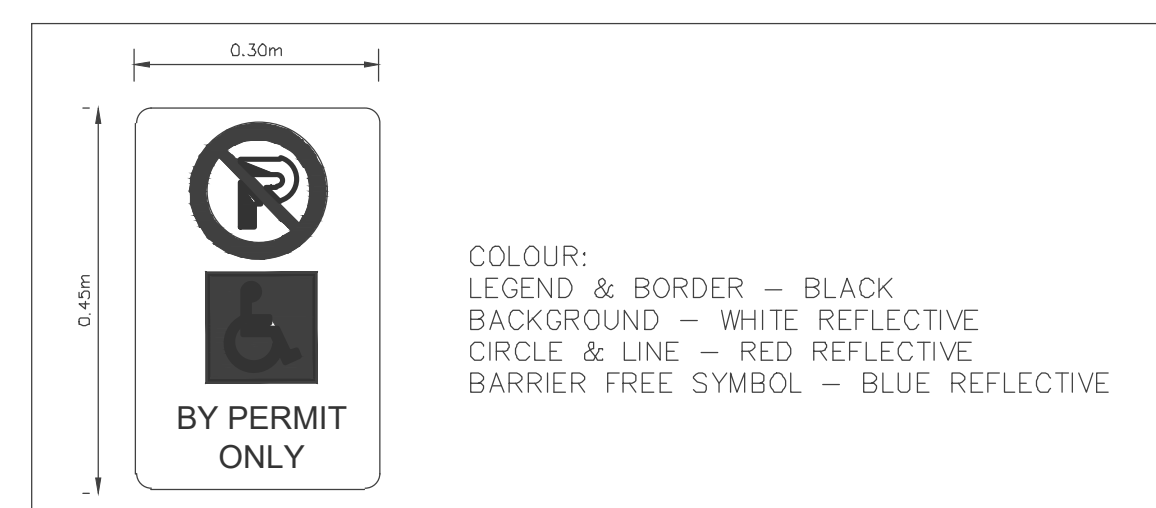 0.30m
0.45m
P
BY PERMIT
ONLY
COLOUR:
LEGEND & BORDER – BLACK
BACKGROUND – WHITE REFLECTIVE
CIRCLE & LINE – RED REFLECTIVE
BARRIER FREE SYMBOL – BLUE REFLECTIVE